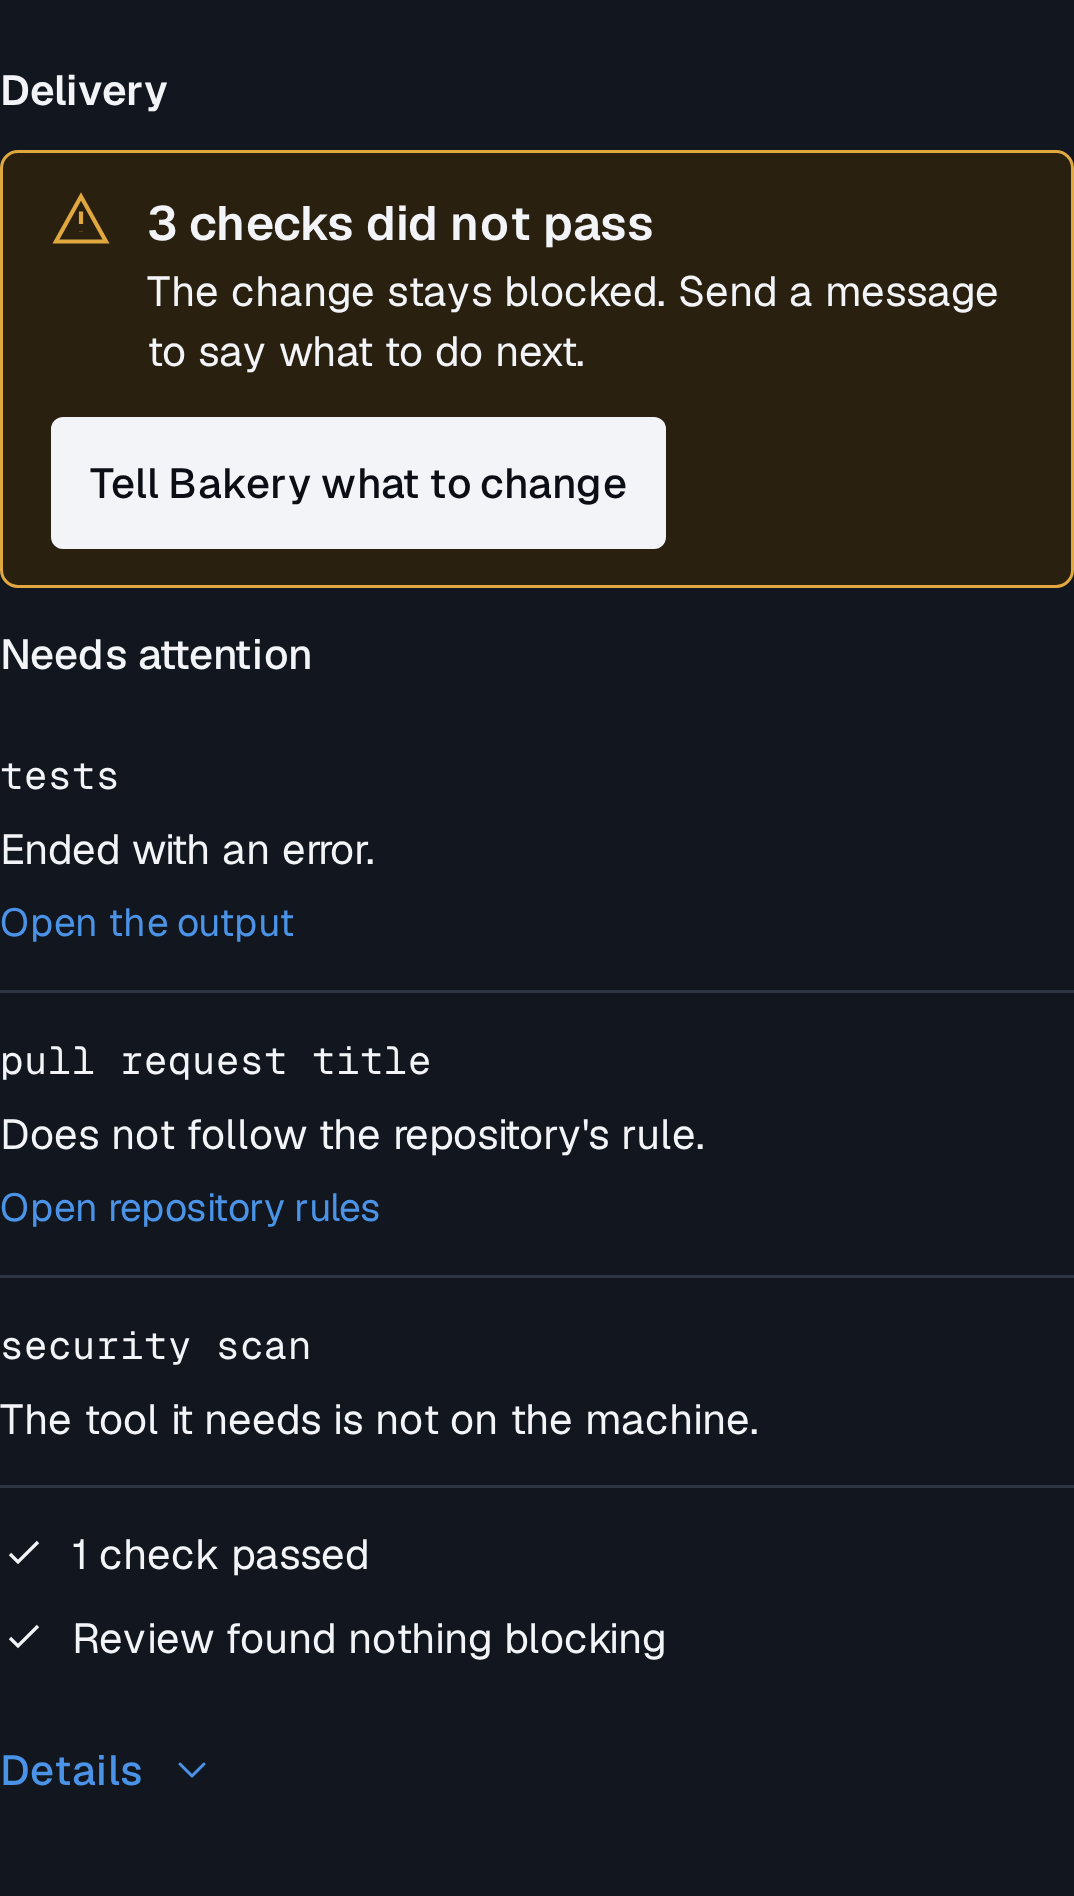 Delivery
3 checks did not pass
The change stays blocked. Send a message
to say what to do next.
Tell Bakery what to change
Needs attention
tests
Ended with an error.
Open the output
pull request title
Does not follow the repository's rule.
Open repository rules
security scan
The tool it needs is not on the machine.
1 check passed
Review found nothing blocking
Details